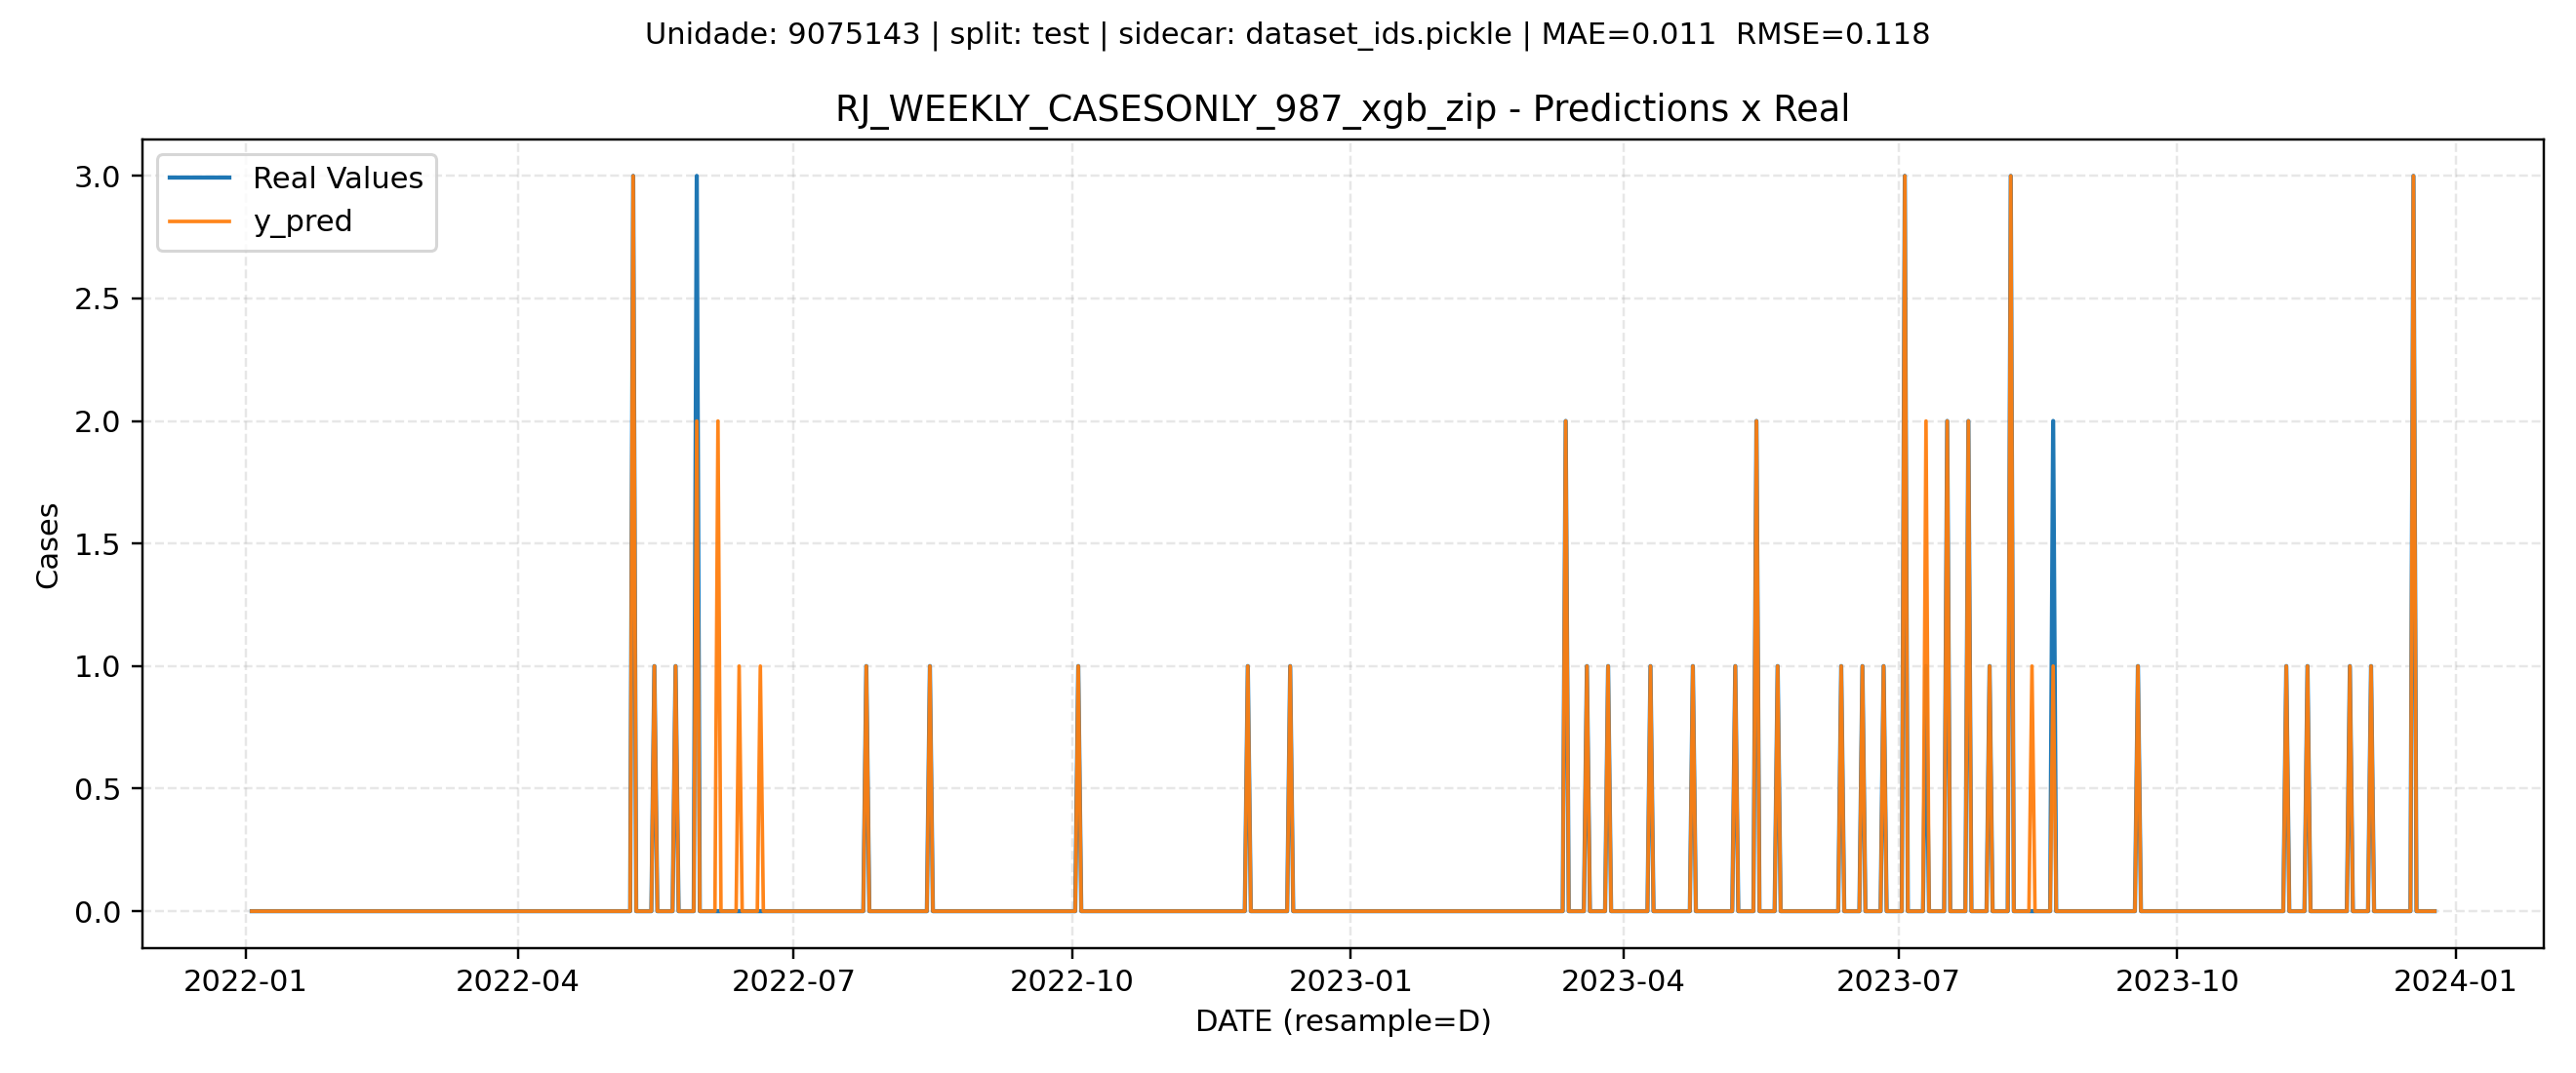 Unidade: 9075143 | split: test | sidecar: dataset_ids.pickle | MAE=0.011  RMSE=0.118
RJ_WEEKLY_CASESONLY_987_xgb_zip - Predictions x Real
Real Values
y_pred
Cases
3.0
2.5
2.0
1.5
1.0
0.5
0.0
2022-01
2022-04
2022-07
2022-10
2023-01
2023-04
2023-07
2023-10
2024-01
DATE (resample=D)